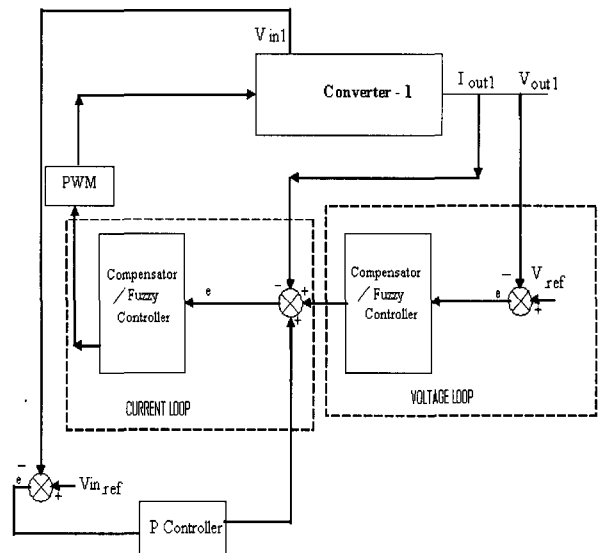 Vin1
Converter - 1
I out1
V out1
PWM
Compensator
/ Fuzzy
Controller
e
-
+
+
Compensator
/ Fuzzy
Controller
e
-
V.ref
+
CURRENT LOOP
VOLTAGE LOOP
-
e
+
Vin.ref
P Controller